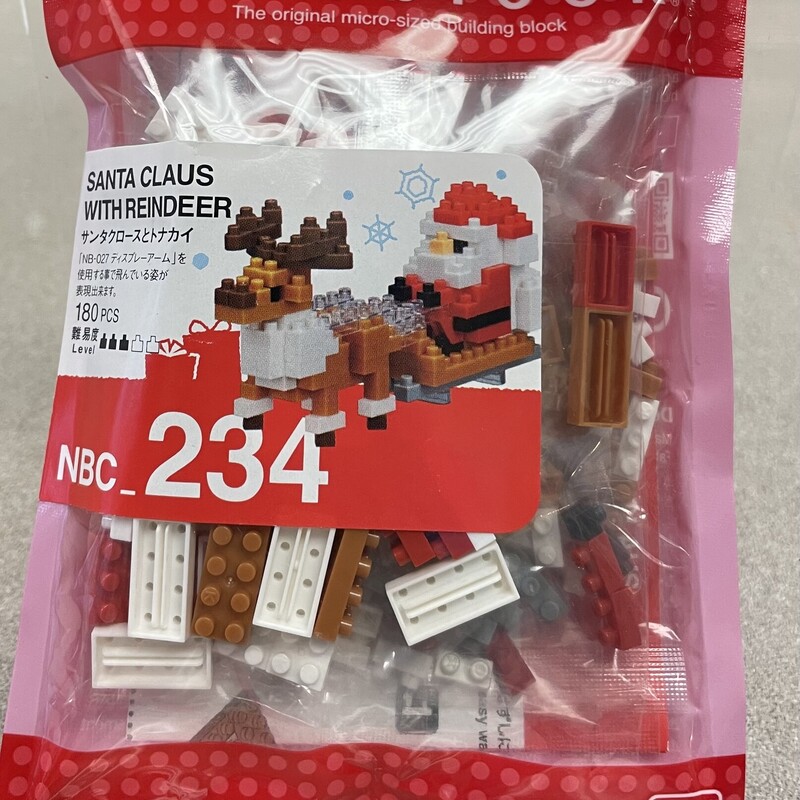 The original micro-sized building block
SANTA CLAUS
WITH REINDEER
サンタクロースとトナカイ
「NB-027 ディスプレーアーム」を
使用する事で飛んでいる姿が
表現出来ます。
180 PCS
難易度
Level
NBC_234